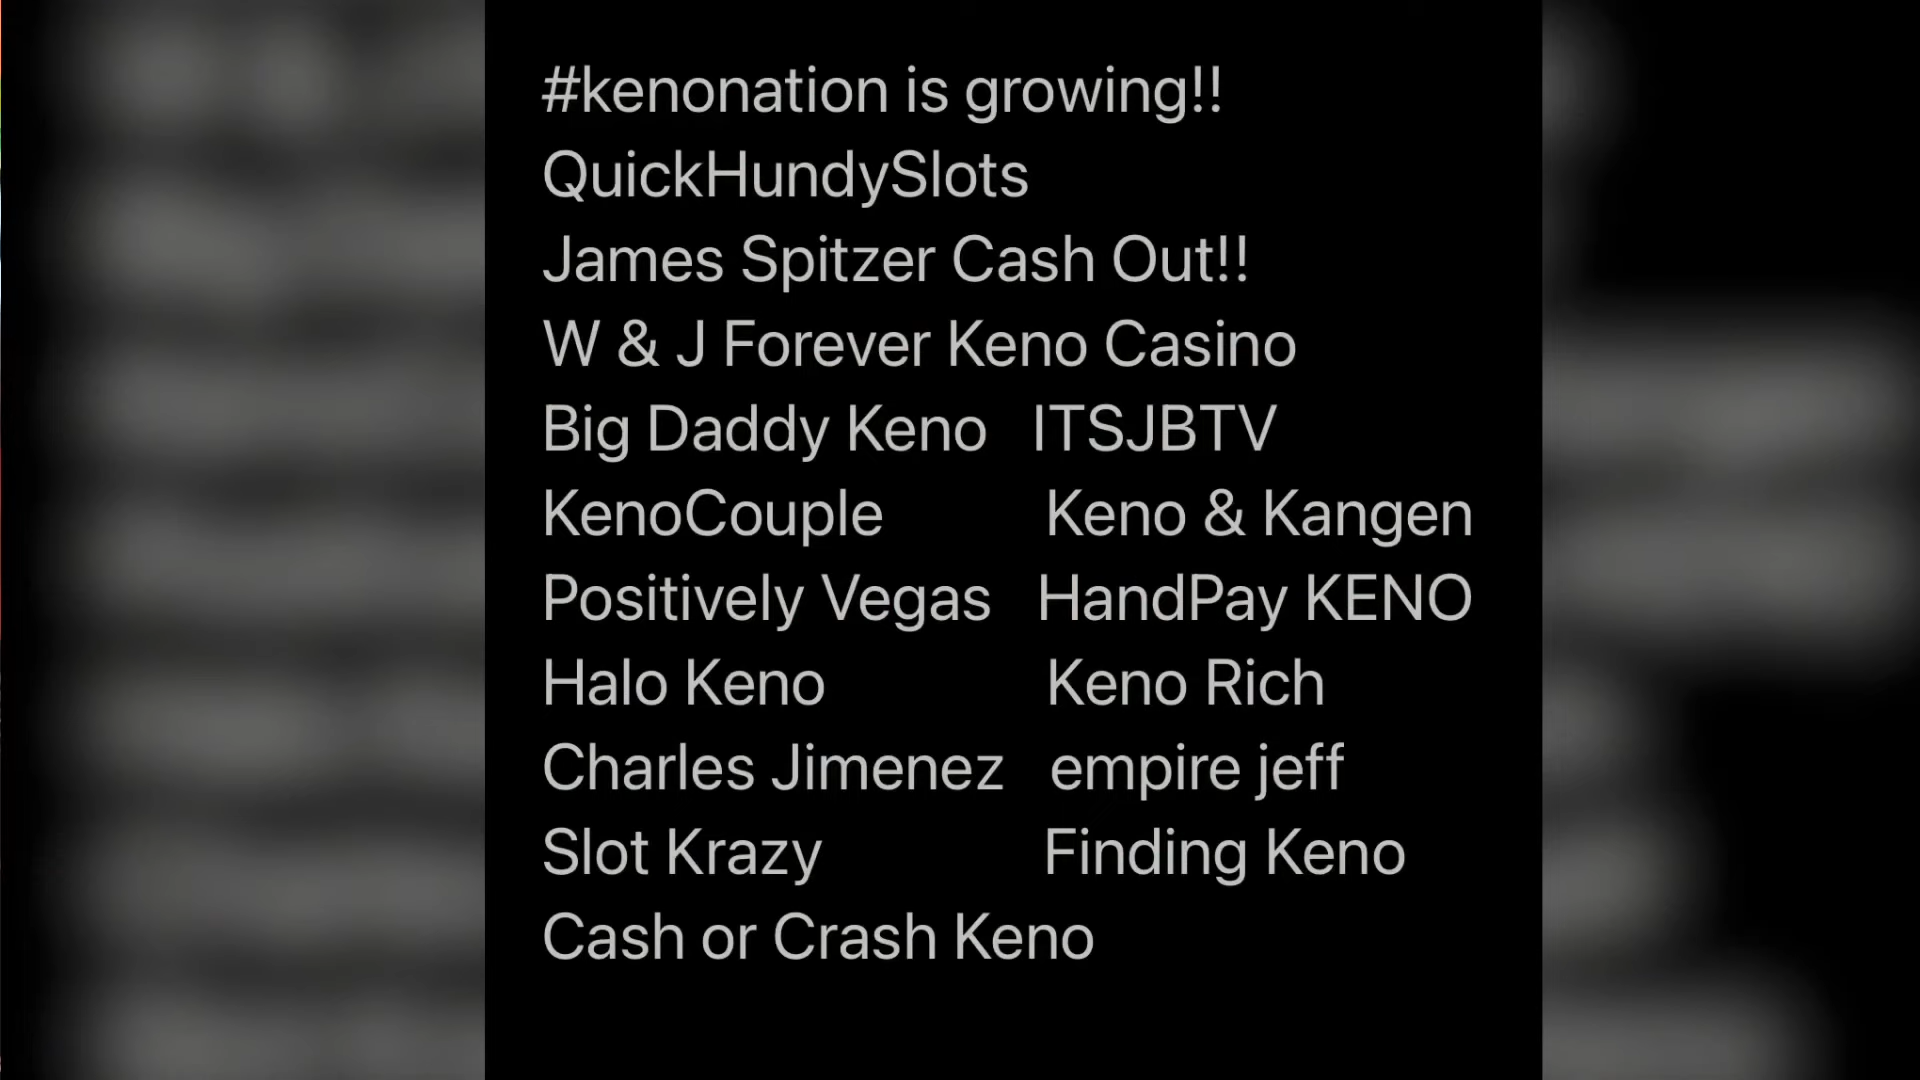 #kenonation is growing!!
QuickHundySlots
James Spitzer Cash Out!!
W & J Forever Keno Casino
Big Daddy Keno ITSJBTV
KenoCouple Keno & Kangen
Positively Vegas HandPay KENO
Halo Keno Keno Rich
Charles Jimenez empire jeff
Slot Krazy Finding Keno
Cash or Crash Keno